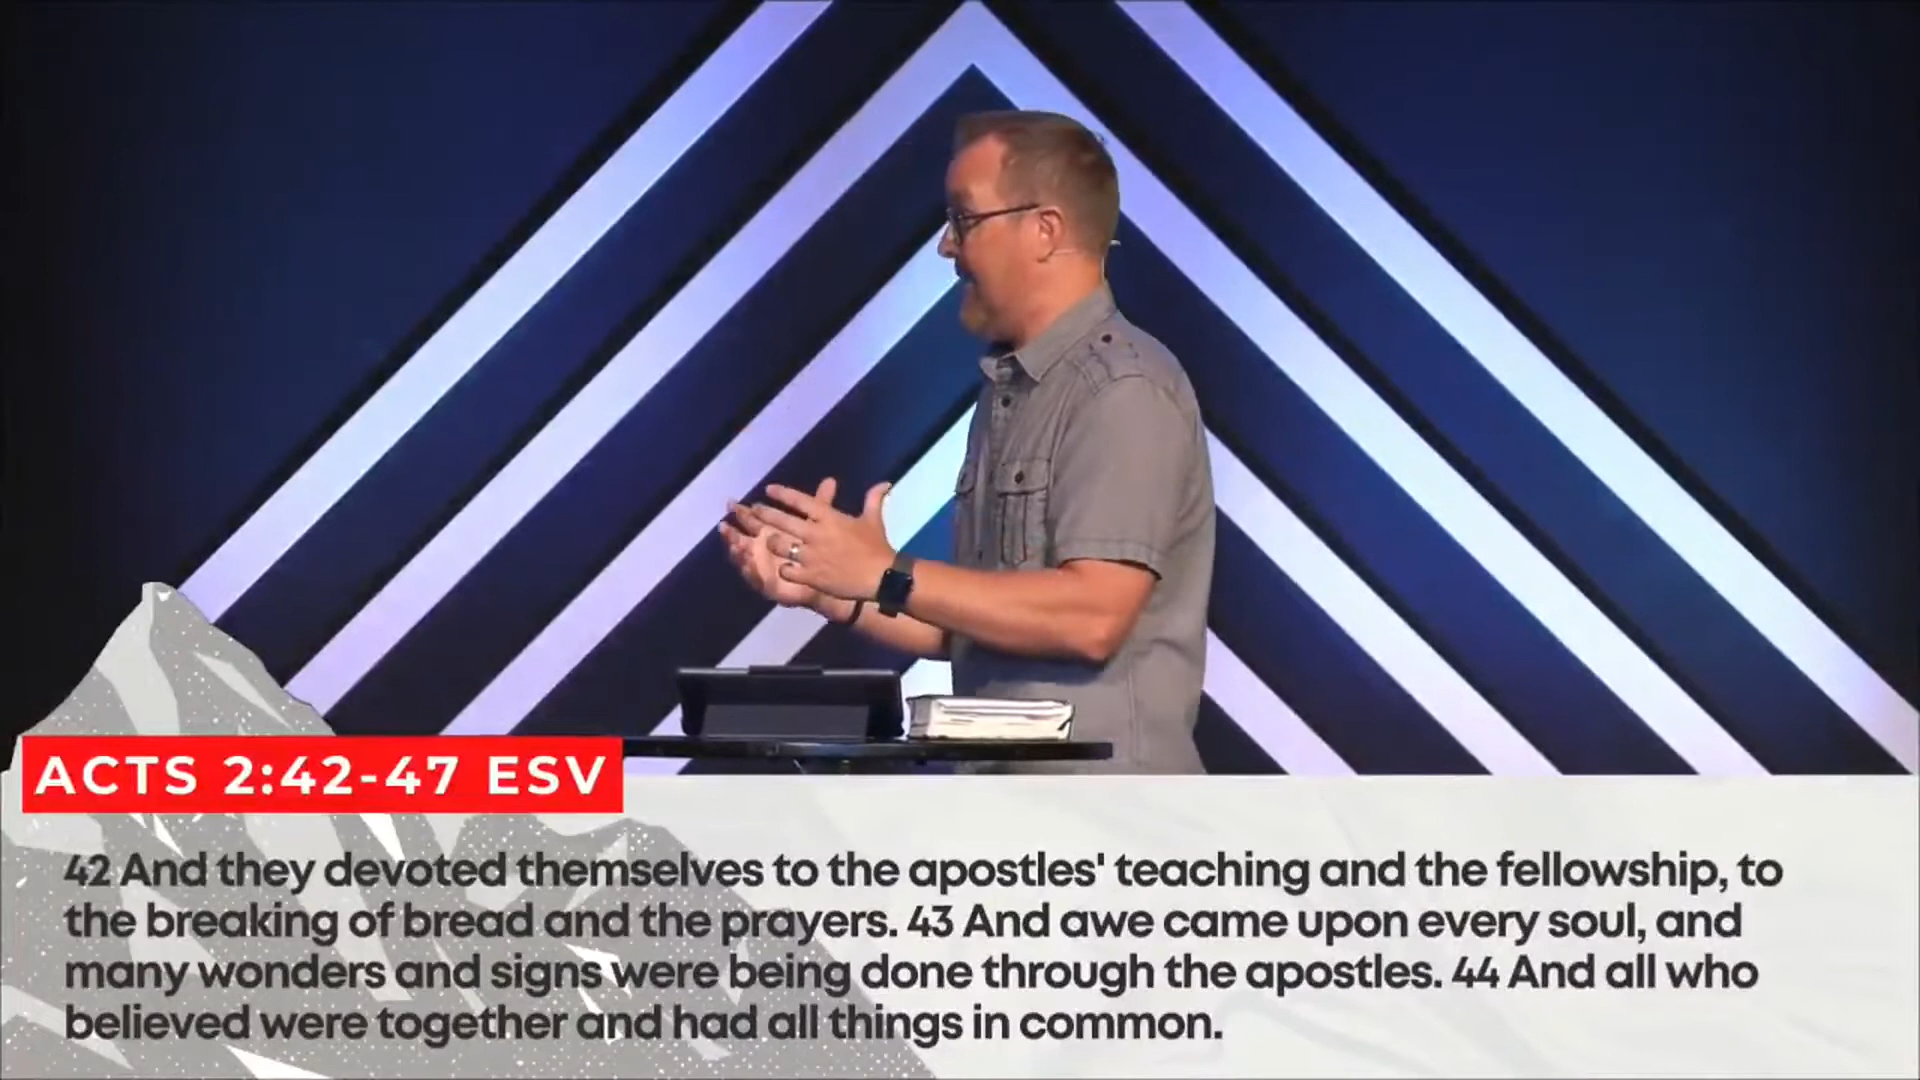 ACTS 2:42-47 ESV
42 And they devoted themselves to the apostles' teaching and the fellowship, to
the breaking of bread and the prayers. 43 And awe came upon every soul, and
many wonders and signs were being done through the apostles. 44 And all who
believed were together and had all things in common.